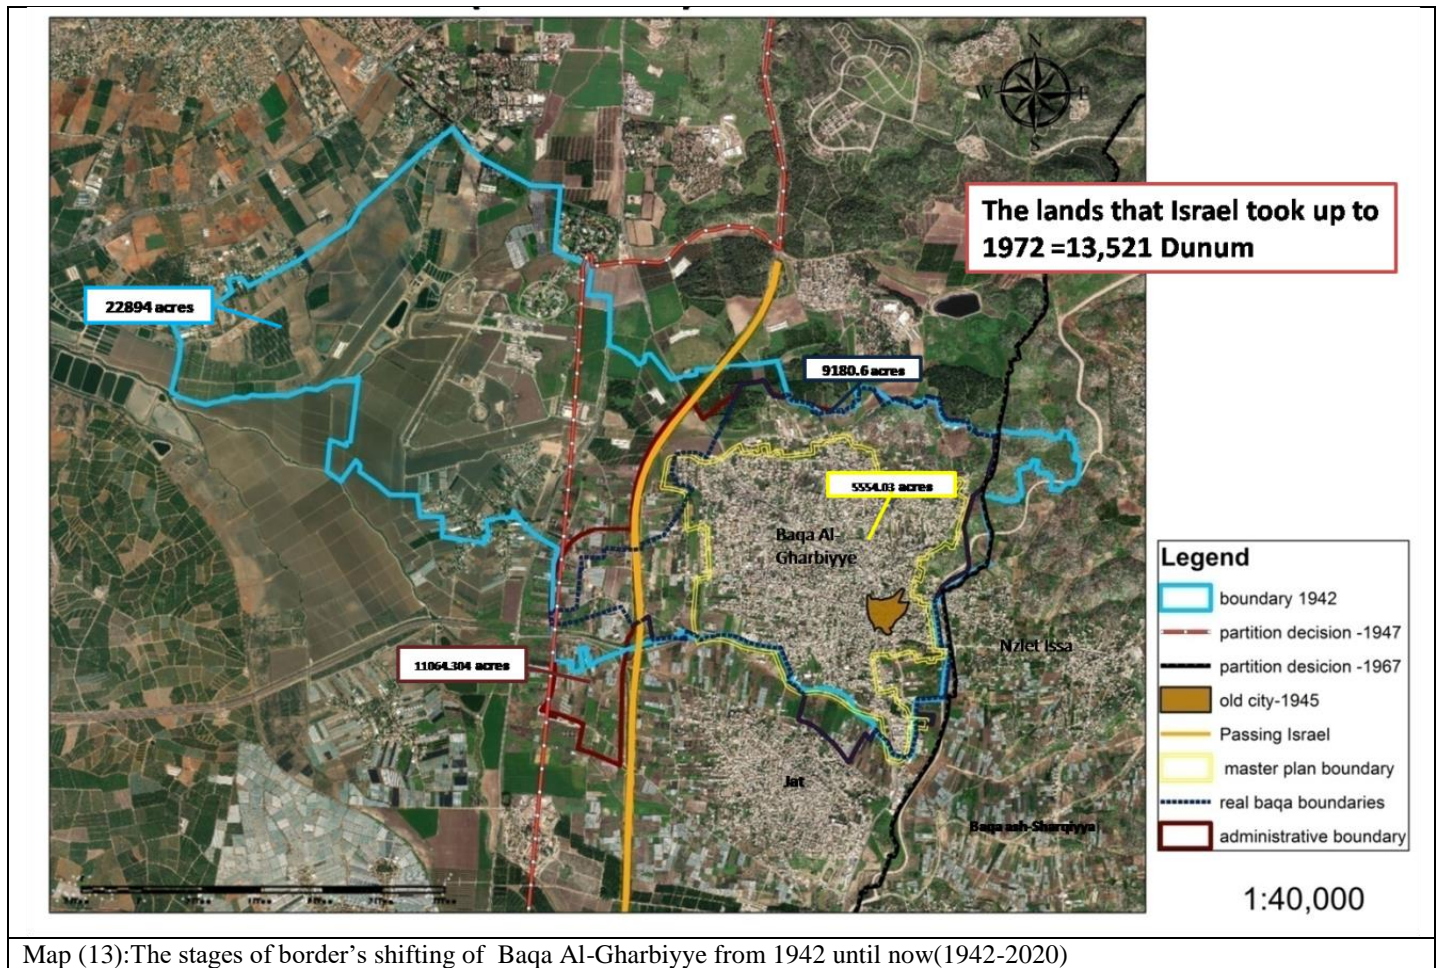 N
W E
S
The lands that Israel took up to
1972 =13,521 Dunum
22894 acres
9180.6 acres
5554.03 acres
Baqa Al-
Gharbiyye
Nzlet Issa
11064.304 acres
Jat
Baqa ash-Sharqiyya
Legend
boundary 1942
partition decision -1947
partition desicion -1967
old city-1945
Passing Israel
master plan boundary
real baqa boundaries
administrative boundary
1:40,000
Map (13):The stages of border’s shifting of Baqa Al-Gharbiyye from 1942 until now(1942-2020)